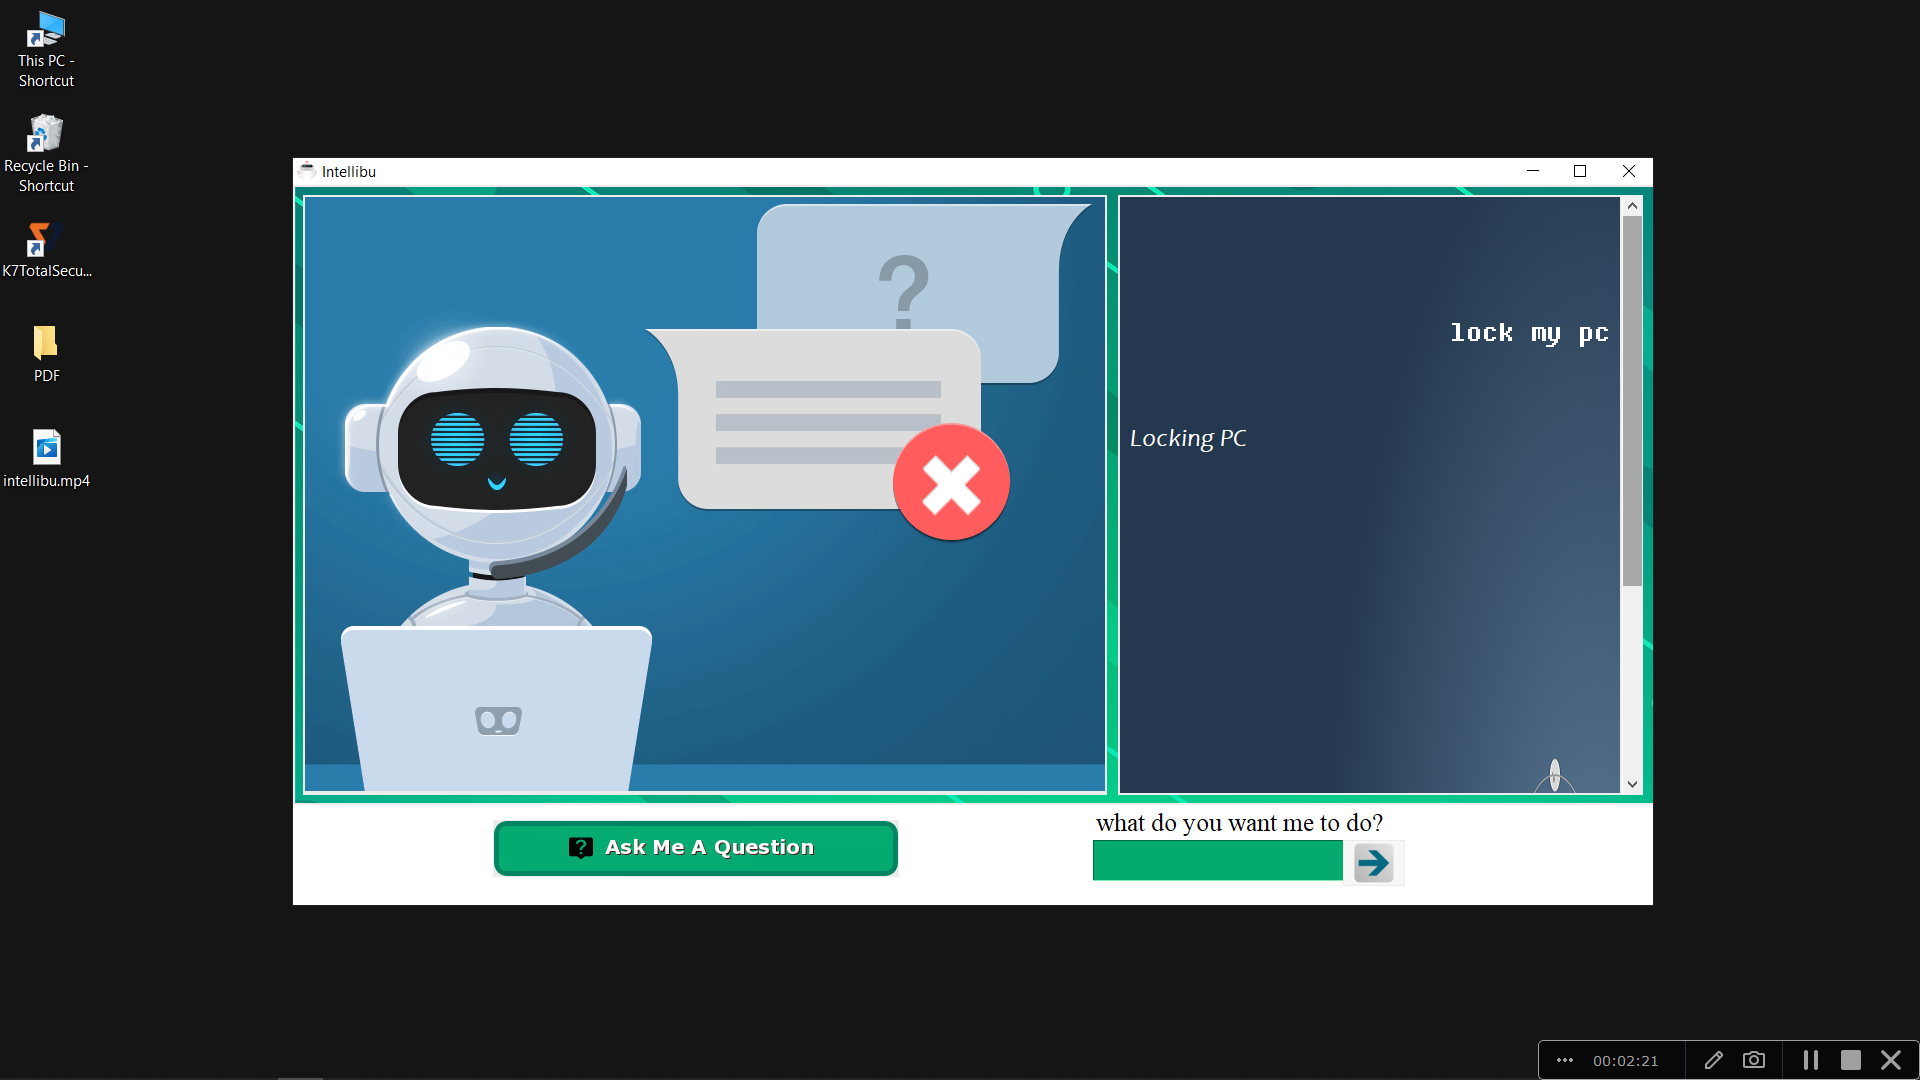 This PC -
Shortcut
Recycle Bin -
Shortcut
K7TotalSecu...
PDF
intellibu.mp4
Intellibu
?
lock my pc
Locking PC
? Ask Me A Question
what do you want me to do?
00:02:21